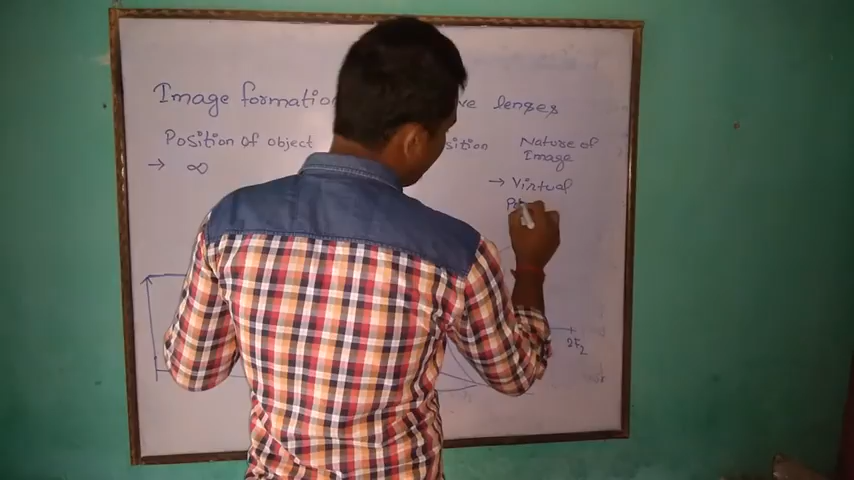 Image formation ve lenses
Position of object sition Nature of
Image
→ ∞ → Virtual
2F₂